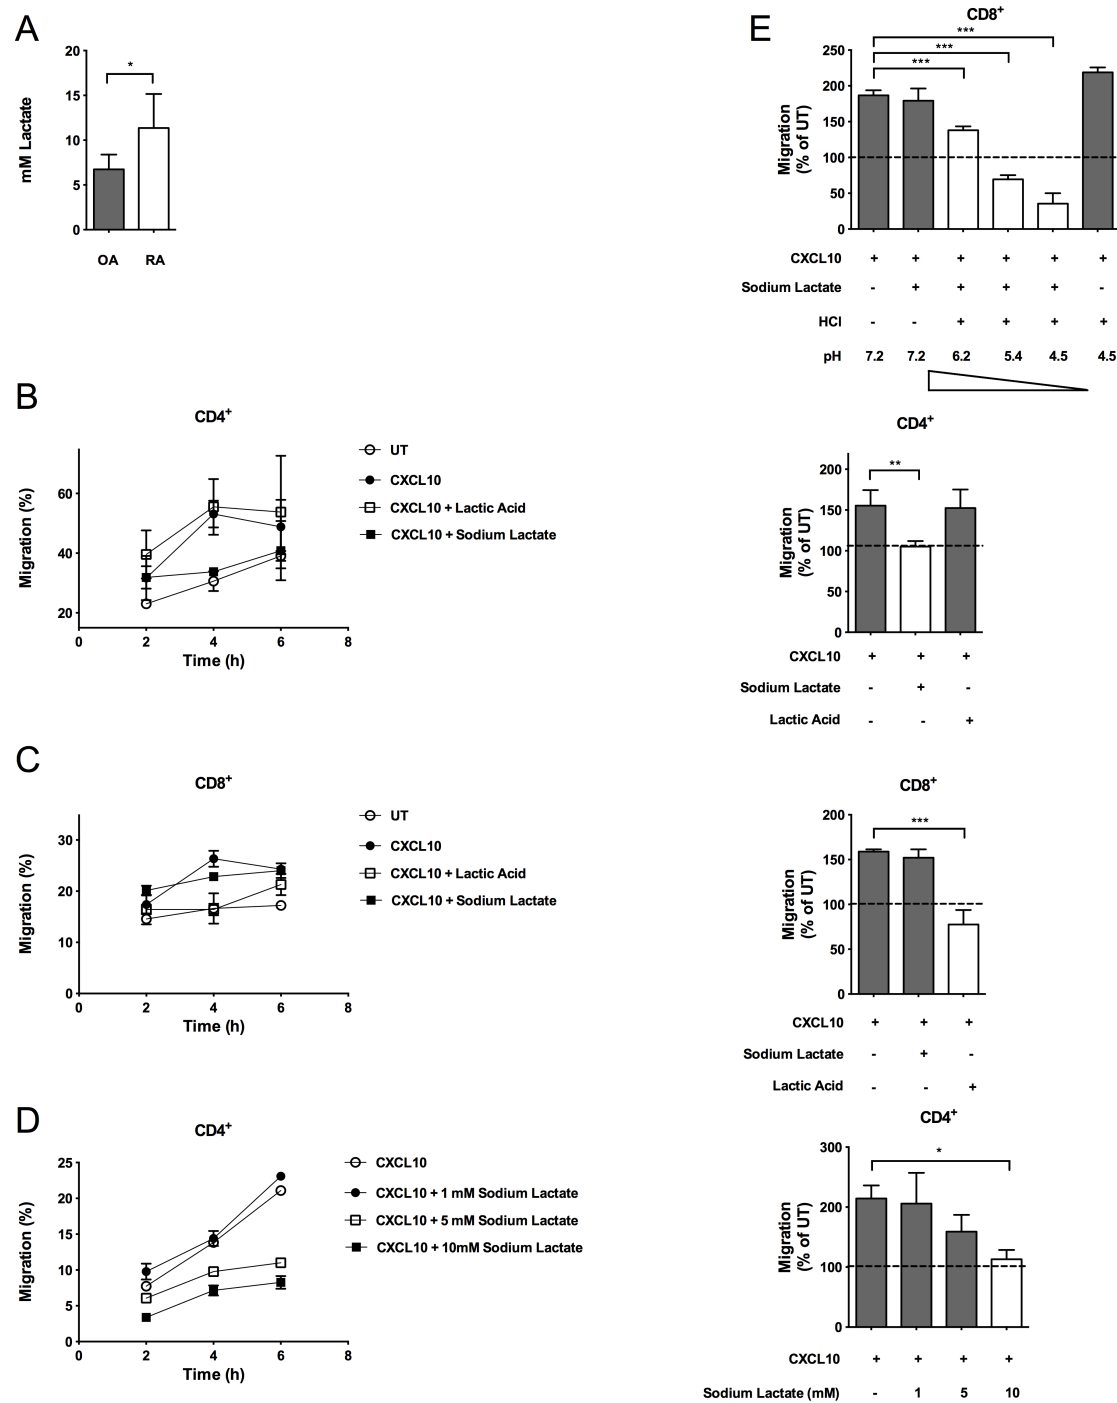 A
20
15
10
5
0
mM Lactate
*
OA RA
E
CD8+
***
***
***
250
200
150
100
50
0
Migration
(% of UT)
CXCL10 + + + + + +
Sodium Lactate - + + + + -
HCl - - + + + +
pH 7.2 7.2 6.2 5.4 4.5 4.5
B
CD4+
Migration (%)
60
40
20
0 2 4 6 8
Time (h)
UT
CXCL10
CXCL10 + Lactic Acid
CXCL10 + Sodium Lactate
CD4+
**
200
150
100
50
0
Migration
(% of UT)
CXCL10 + + +
Sodium Lactate - + -
Lactic Acid - - +
C
CD8+
Migration (%)
30
20
10
0
0 2 4 6 8
Time (h)
UT
CXCL10
CXCL10 + Lactic Acid
CXCL10 + Sodium Lactate
CD8+
***
200
150
100
50
0
Migration
(% of UT)
CXCL10 + + +
Sodium Lactate - + -
Lactic Acid - - +
D
CD4+
Migration (%)
25
20
15
10
5
0
0 2 4 6 8
Time (h)
CXCL10
CXCL10 + 1 mM Sodium Lactate
CXCL10 + 5 mM Sodium Lactate
CXCL10 + 10mM Sodium Lactate
CD4+
*
300
200
100
0
Migration
(% of UT)
CXCL10 + + + +
Sodium Lactate (mM) - 1 5 10